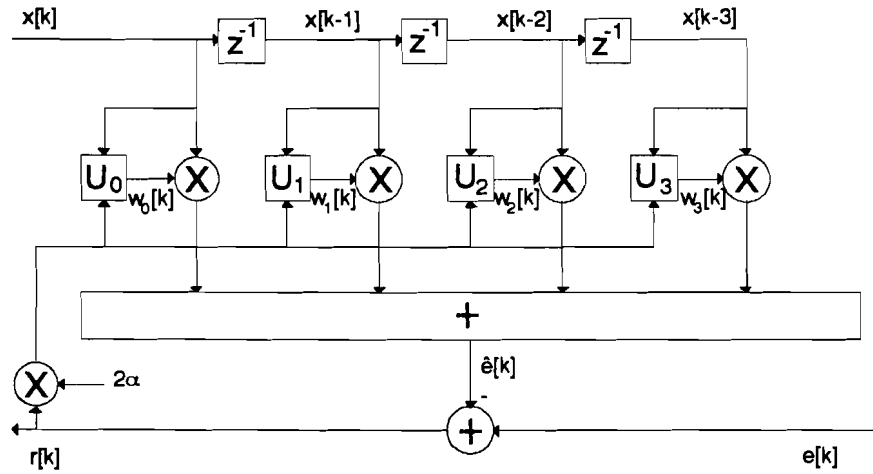 x[k] x[k-1] x[k-2] x[k-3]
z⁻¹ z⁻¹ z⁻¹
U₀ X U₁ X U₂ X U₃ X
w₀[k] w₁[k] w₂[k] w₃[k]
+
X 2α ê[k]
-
+
r[k] e[k]